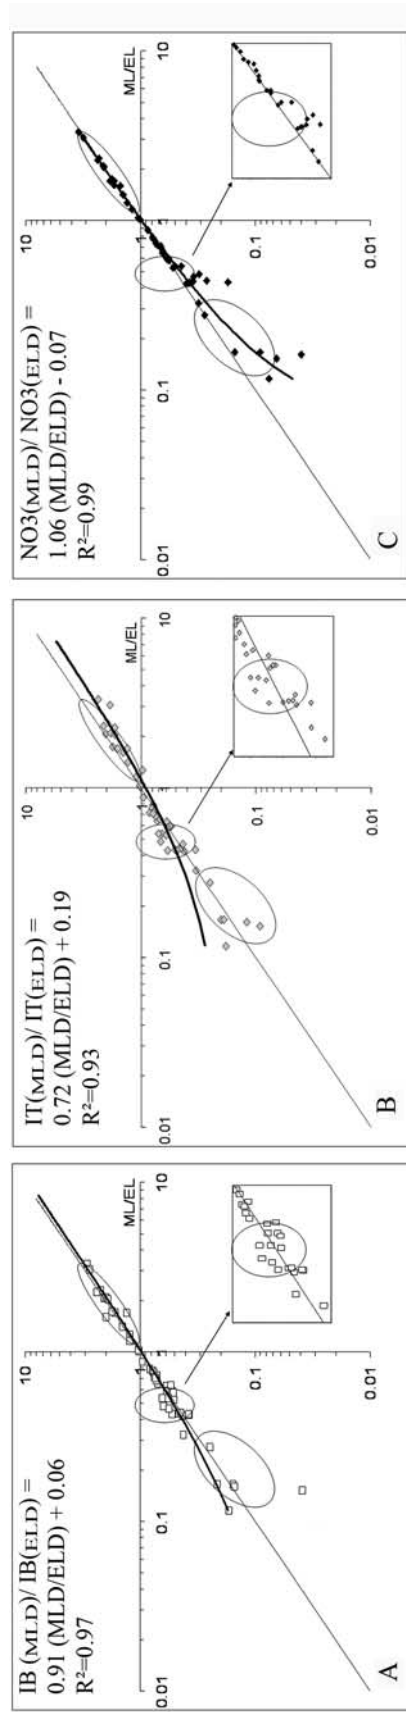 IB (MLD)/ IB(ELD) =
0.91 (MLD/ELD) + 0.06
R²=0.97
10
ML/EL
0.01
0.1
1
10
0.1
0.01
A
IT(MLD)/ IT(ELD) =
0.72 (MLD/ELD) + 0.19
R²=0.93
10
ML/EL
0.01
0.1
1
10
0.1
0.01
B
NO3(MLD)/ NO3(ELD) =
1.06 (MLD/ELD) - 0.07
R²=0.99
10
ML/EL
0.01
0.1
1
10
0.1
0.01
C